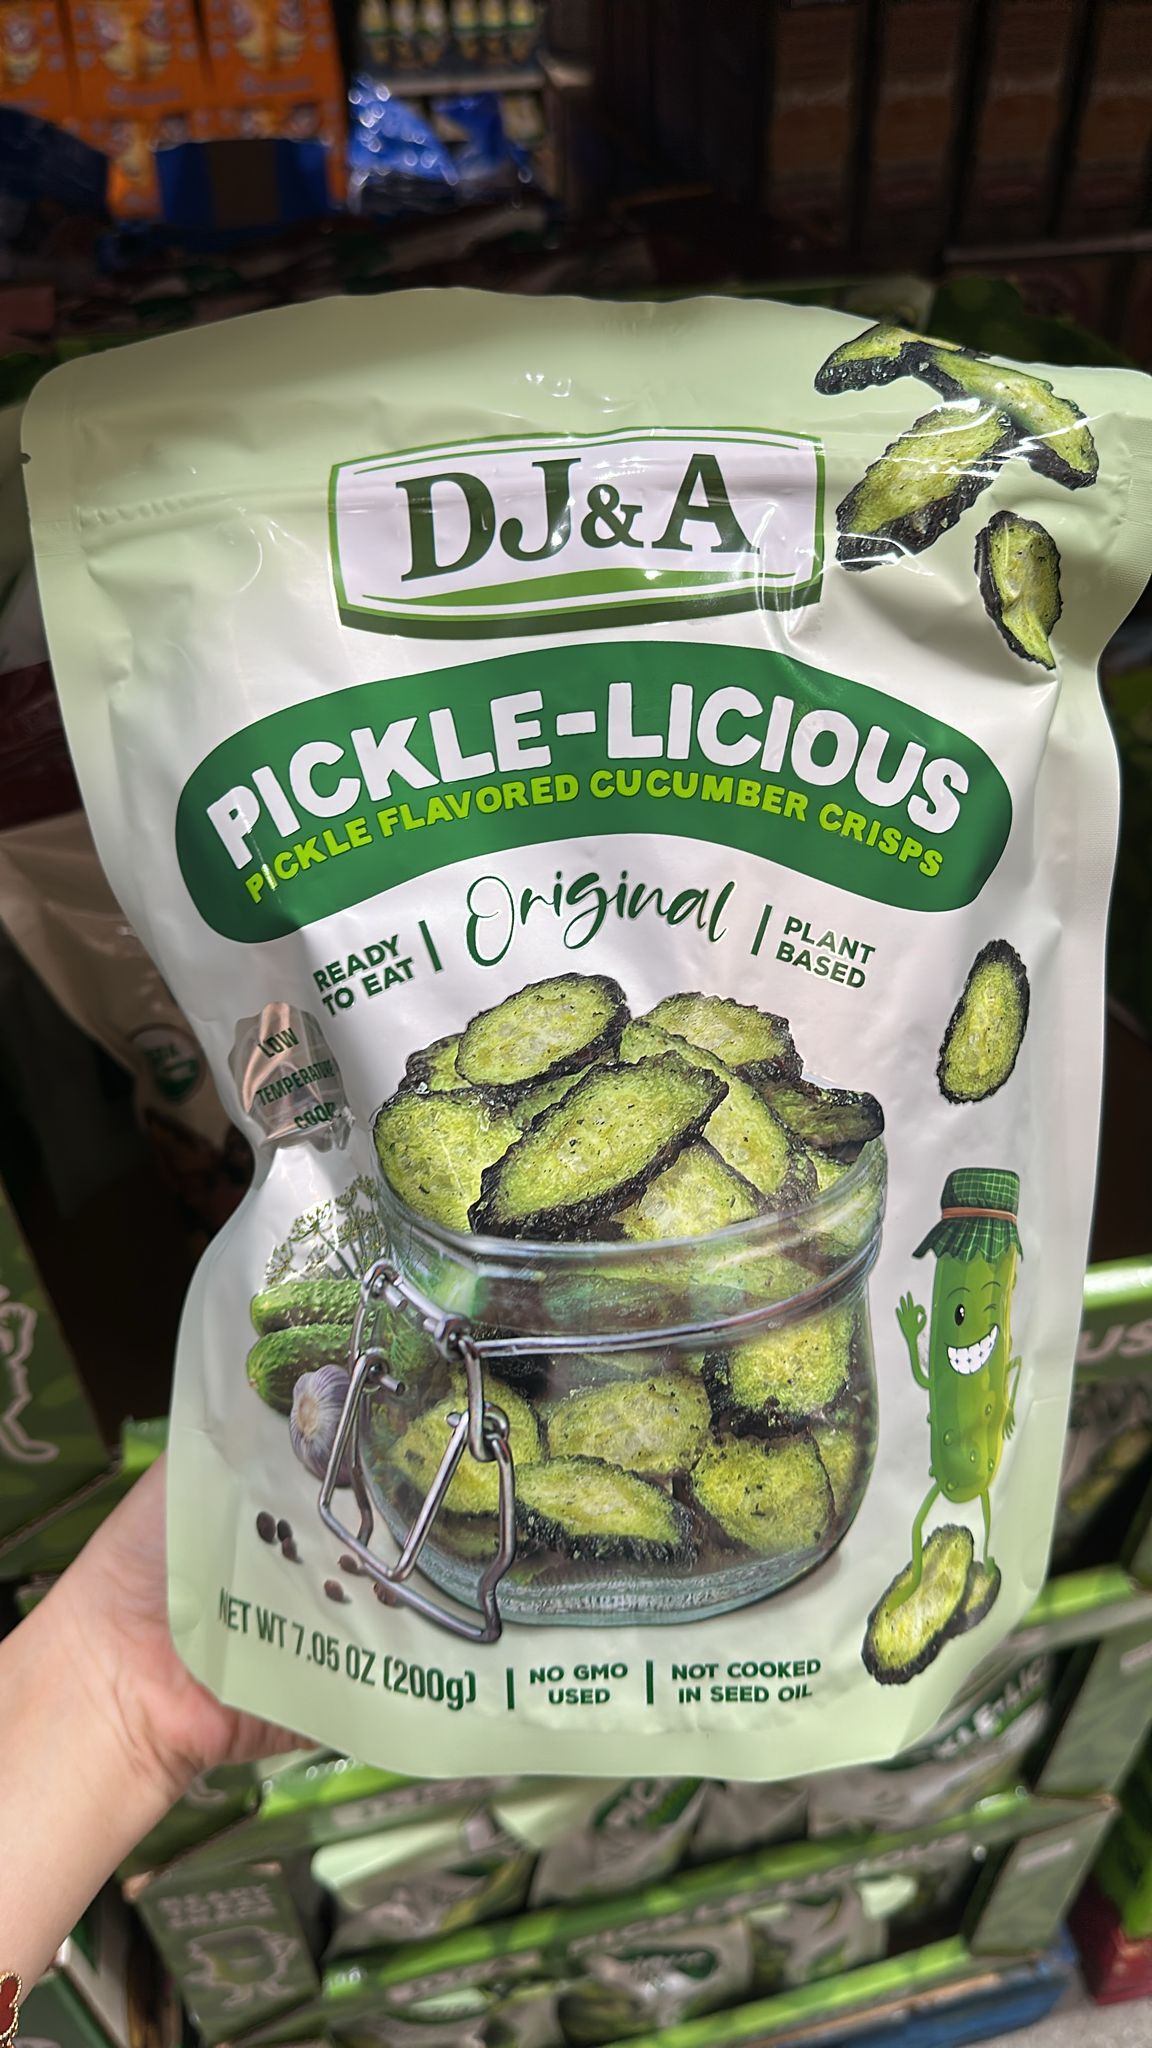 DJ&A
PICKLE-LICIOUS
PICKLE FLAVORED CUCUMBER CRISPS
READY
TO EAT
Original
PLANT
BASED
LOW
TEMPERATURE
NET WT 7.05 OZ (200g)
NO GMO
USED
NOT COOKED
IN SEED OIL